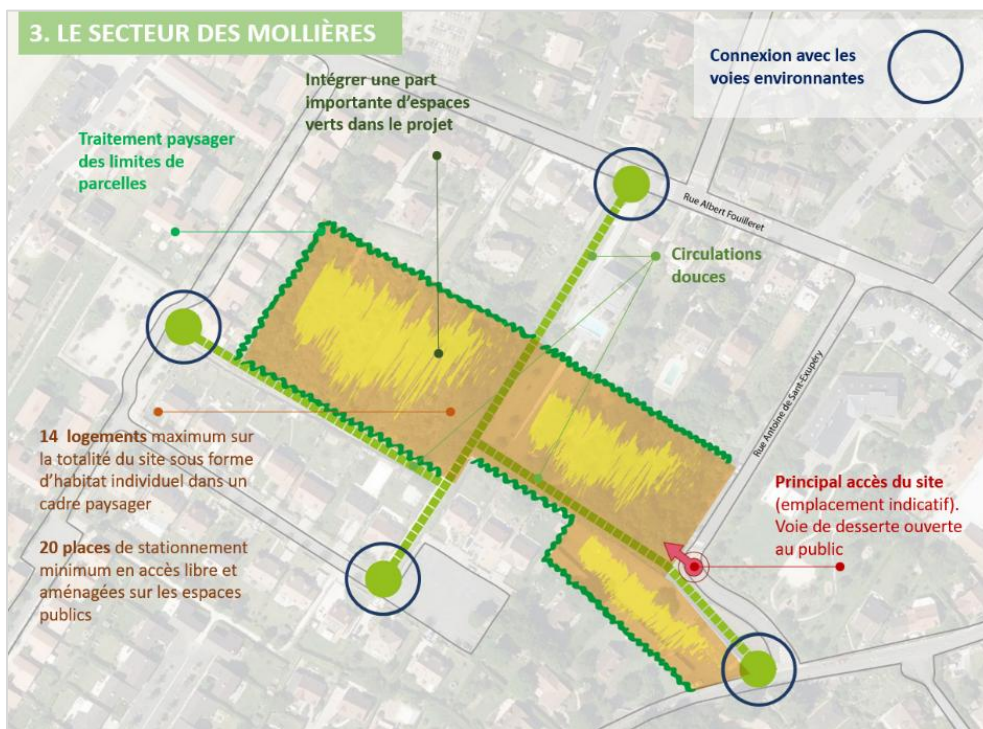 3. LE SECTEUR DES MOLLIÈRES
Connexion avec les
voies environnantes
Intégrer une part
importante d'espaces
verts dans le projet
Traitement paysager
des limites de
parcelles
Rue Albert Fouilleret
Circulations
douces
Rue Antoine de Sant-Exupéry
14 logements maximum sur
la totalité du site sous forme
d'habitat individuel dans un
cadre paysager
20 places de stationnement
minimum en accès libre et
aménagées sur les espaces
publics
Principal accès du site
(emplacement indicatif).
Voie de desserte ouverte
au public